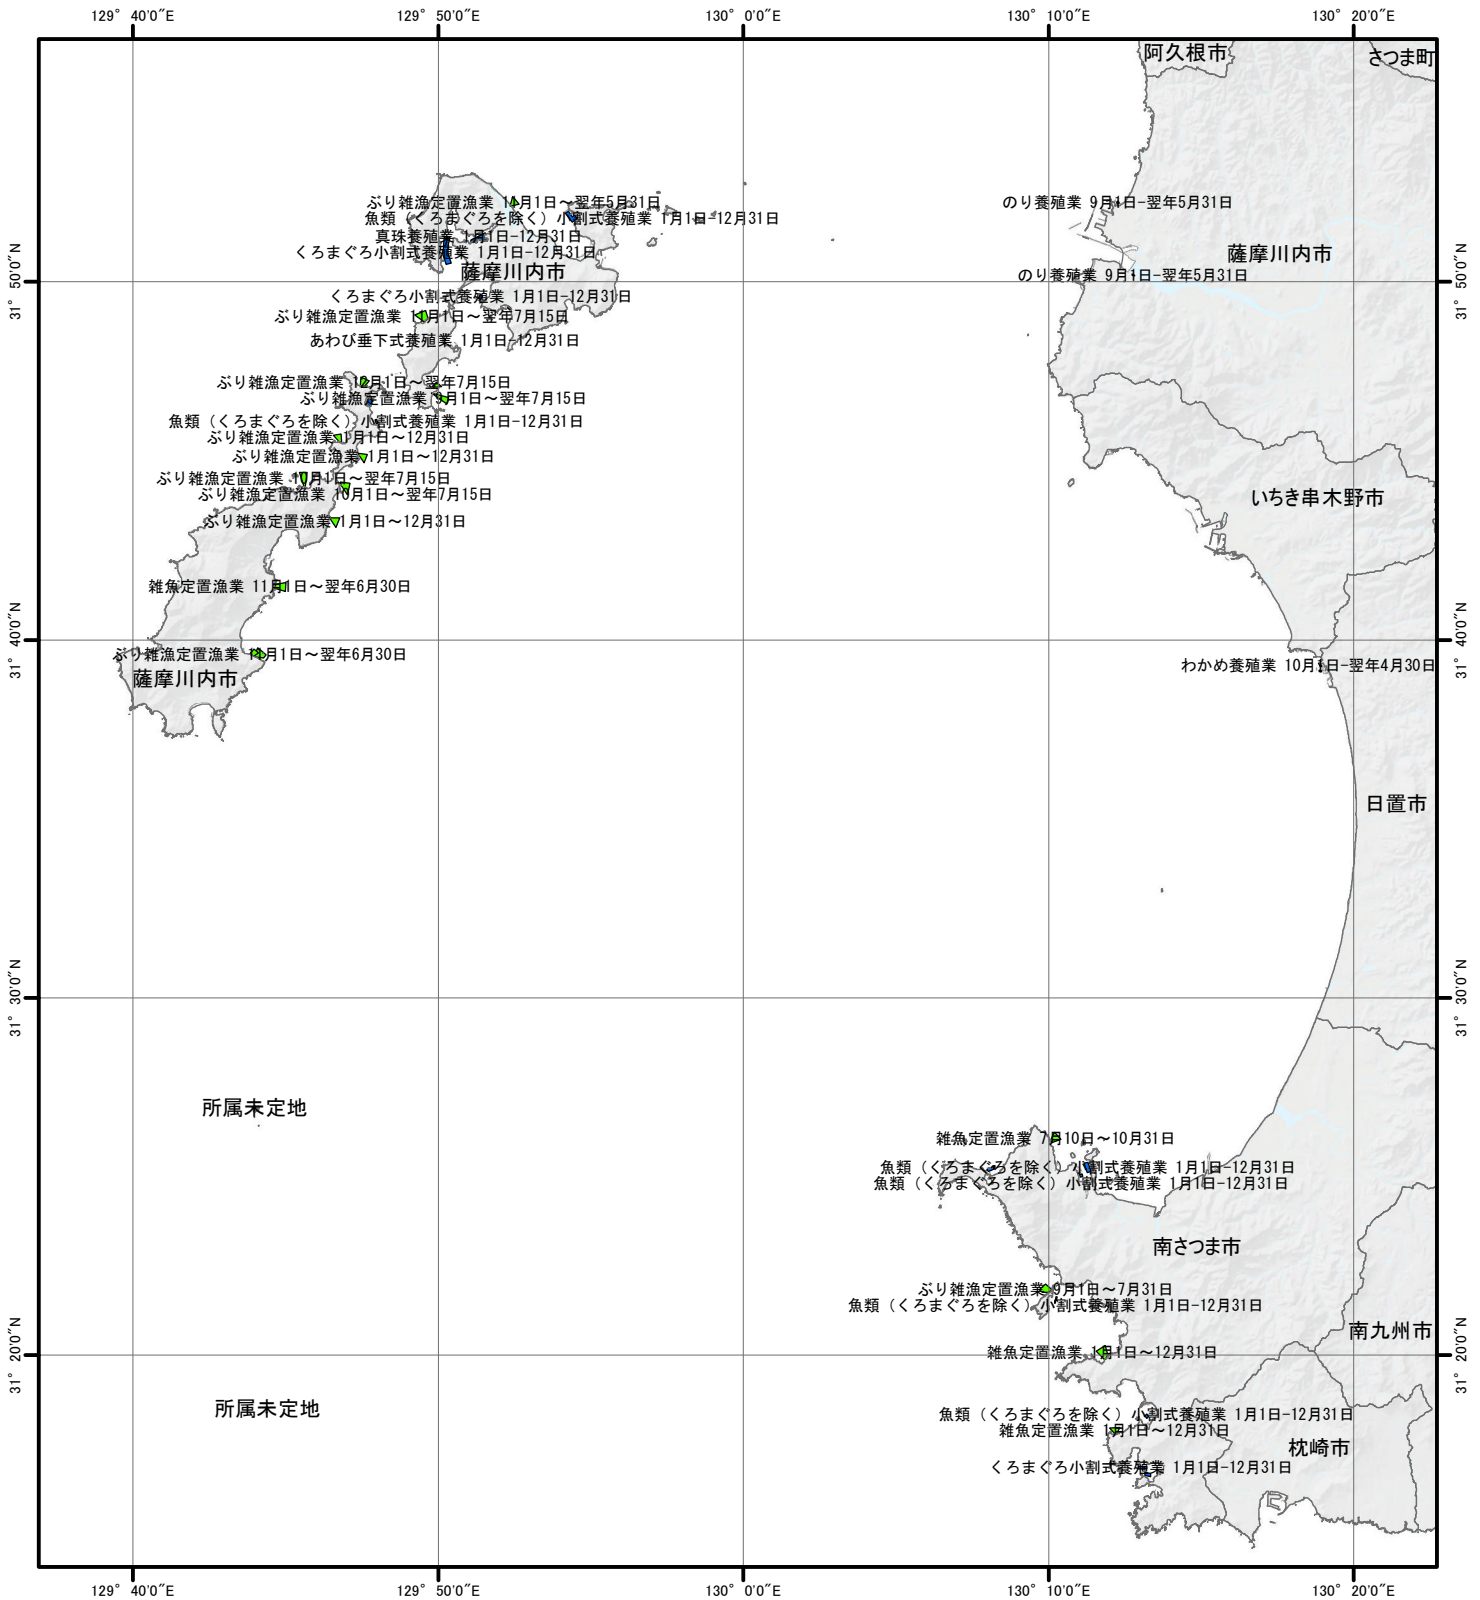 129° 40'0"E
129° 50'0"E
130° 0'0"E
130° 10'0"E
130° 20'0"E
阿久根市
さつま町
ぶり雑漁定置漁業 11月1日～翌年5月31日
のり養殖業 9月1日-翌年5月31日
魚類（くろまぐろを除く）小割式養殖業 1月1日-12月31日
真珠養殖業 1月1日-12月31日
くろまぐろ小割式養殖業 1月1日-12月31日
薩摩川内市
薩摩川内市
のり養殖業 9月1日-翌年5月31日
31° 50'0"N
31° 50'0"N
くろまぐろ小割式養殖業 1月1日-12月31日
ぶり雑漁定置漁業 11月1日～翌年7月15日
あわび垂下式養殖業 1月1日-12月31日
ぶり雑漁定置漁業 12月1日～翌年7月15日
ぶり雑漁定置漁業 9月1日～翌年7月15日
魚類（くろまぐろを除く）小割式養殖業 1月1日-12月31日
ぶり雑漁定置漁業 1月1日～12月31日
ぶり雑漁定置漁業 1月1日～12月31日
ぶり雑漁定置漁業 10月1日～翌年7月15日
ぶり雑漁定置漁業 10月1日～翌年7月15日
いちき串木野市
ぶり雑漁定置漁業 1月1日～12月31日
雑魚定置漁業 11月1日～翌年6月30日
31° 40'0"N
31° 40'0"N
ぶり雑漁定置漁業 11月1日～翌年6月30日
わかめ養殖業 10月1日-翌年4月30日
薩摩川内市
日置市
31° 30'0"N
31° 30'0"N
所属未定地
雑魚定置漁業 7月10日～10月31日
魚類（くろまぐろを除く）小割式養殖業 1月1日-12月31日
魚類（くろまぐろを除く）小割式養殖業 1月1日-12月31日
南さつま市
ぶり雑漁定置漁業 9月1日～7月31日
魚類（くろまぐろを除く）小割式養殖業 1月1日-12月31日
南九州市
31° 20'0"N
31° 20'0"N
雑魚定置漁業 1月1日～12月31日
所属未定地
魚類（くろまぐろを除く）小割式養殖業 1月1日-12月31日
雑魚定置漁業 1月1日～12月31日
枕崎市
くろまぐろ小割式養殖業 1月1日-12月31日
129° 40'0"E
129° 50'0"E
130° 0'0"E
130° 10'0"E
130° 20'0"E